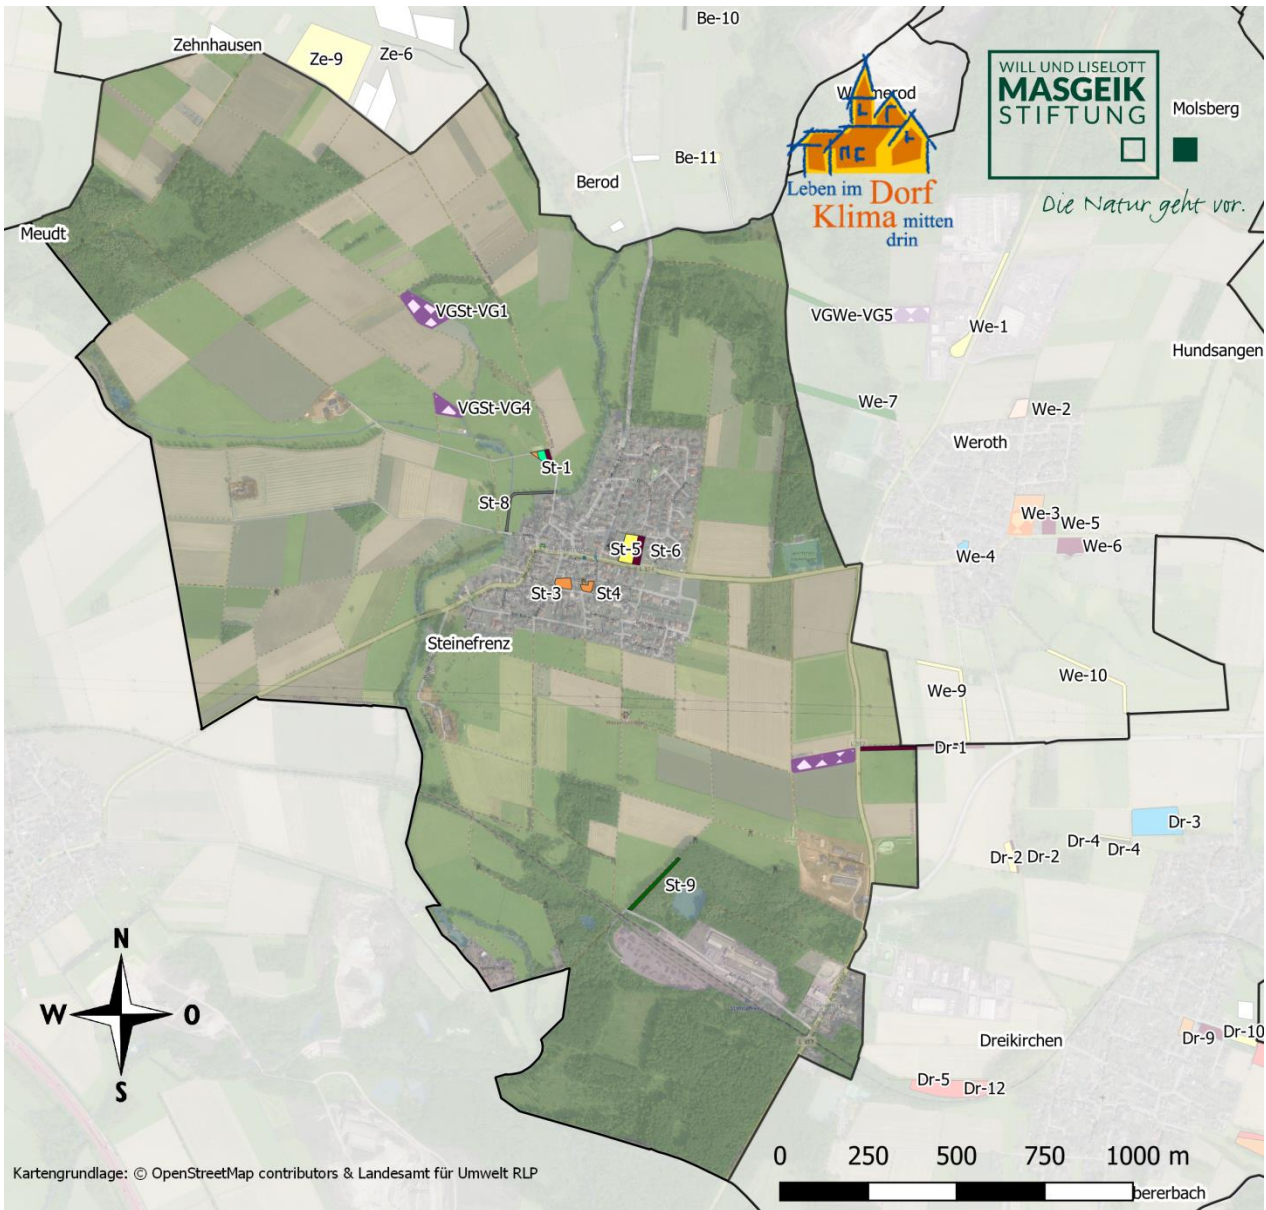 Be-10
Zehnhausen
Ze-9
Ze-6
WILL UND LISELOTT
MASGEIK
STIFTUNG
Molsberg
Be-11
Berod
Leben im Dorf
Klima mitten
drin
Die Natur geht vor.
Meudt
VGSt-VG1
VGWe-VG5
We-1
Hundsangen
VGSt-VG4
We-7
We-2
Weroth
St-1
St-8
We-3
We-5
We-6
We-4
St-5
St-6
St-3
St4
Steinefrenz
We-9
We-10
Dr-1
Dr-3
Dr-4
Dr-4
Dr-2
Dr-2
St-9
N
W
O
S
Dreikirchen
Dr-9
Dr-10
Dr-5
Dr-12
0 250 500 750 1000 m
Kartengrundlage: © OpenStreetMap contributors & Landesamt für Umwelt RLP
bererbach